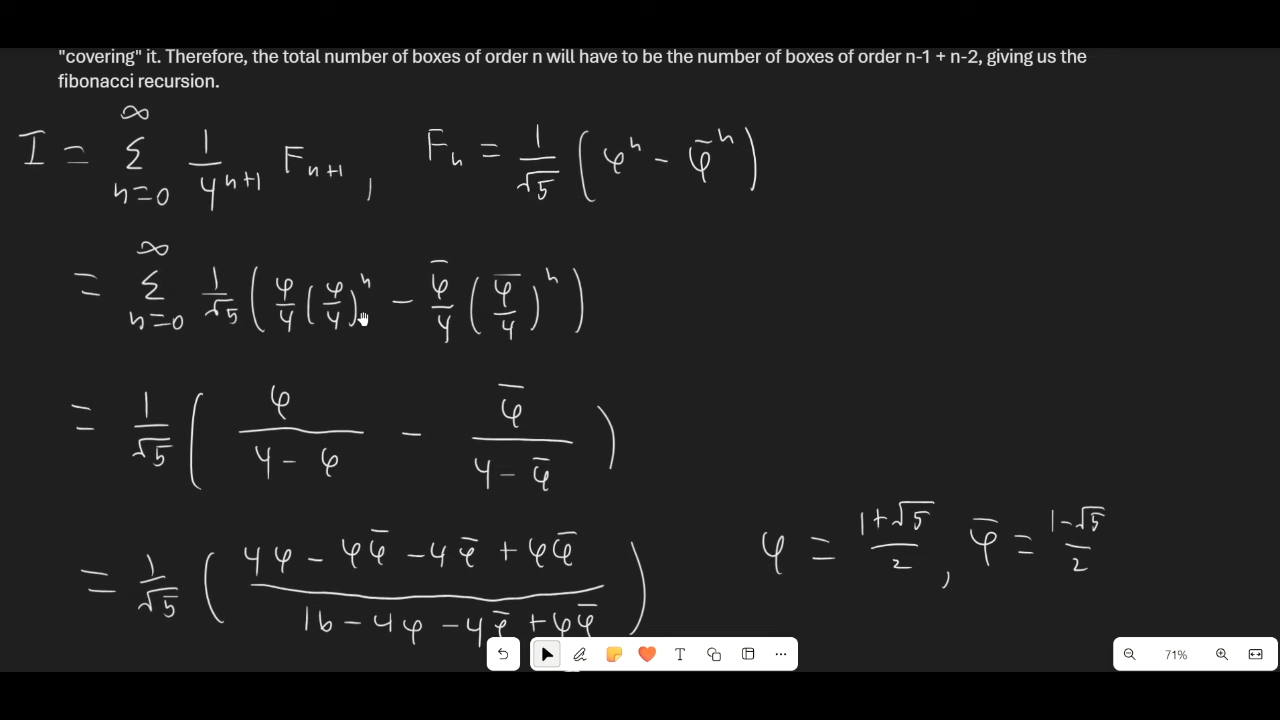 "covering" it. Therefore, the total number of boxes of order n will have to be the number of boxes of order n-1 + n-2, giving us the
fibonacci recursion.
I = ∑_{n=0}^{∞} 1/4^{n+1} F_{n+1} , F_n = 1/√5 (φ^n - φ̄^n)
= ∑_{n=0}^{∞} 1/√5 (φ/4 (φ/4)^n - φ̄/4 (φ̄/4)^n)
= 1/√5 (φ/(4 - φ) - φ̄/(4 - φ̄))
φ = (1+√5)/2 , φ̄ = (1-√5)/2
= 1/√5 ((4φ - φφ̄ - 4φ̄ + φφ̄)/(16 - 4φ - 4φ̄ + φφ̄))
71%